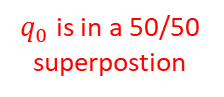 q₀ is in a 50/50
superpostion